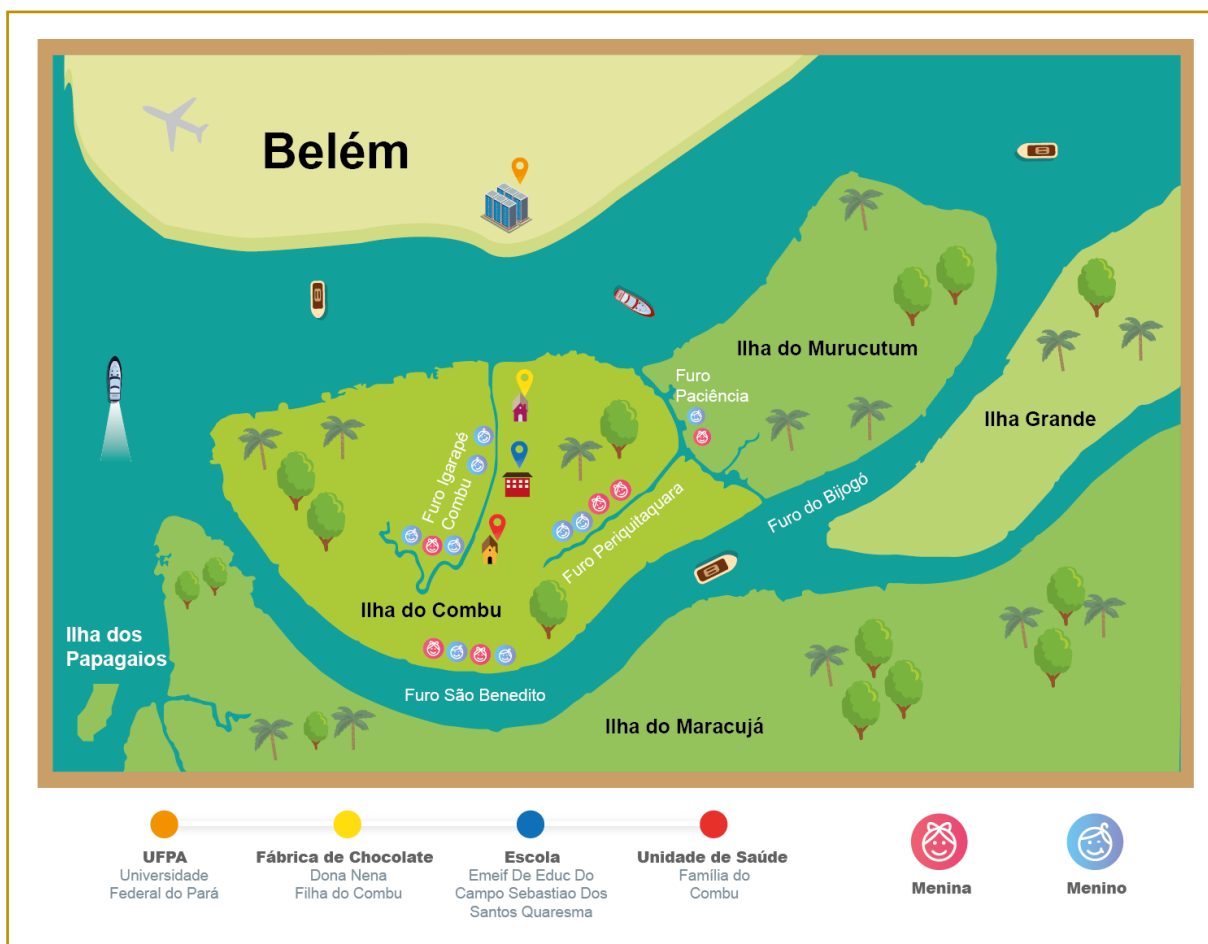 Belém
Ilha do Murucutum
Furo
Paciência
Ilha Grande
Furo Igarapé
Combu
Furo Periquitaquara
Furo do Bijogó
Ilha do Combu
Ilha dos
Papagaios
Furo São Benedito
Ilha do Maracujá
UFPA
Universidade
Federal do Pará
Fábrica de Chocolate
Dona Nena
Filha do Combu
Escola
Emeif De Educ Do
Campo Sebastiao Dos
Santos Quaresma
Unidade de Saúde
Família do
Combu
Menina
Menino